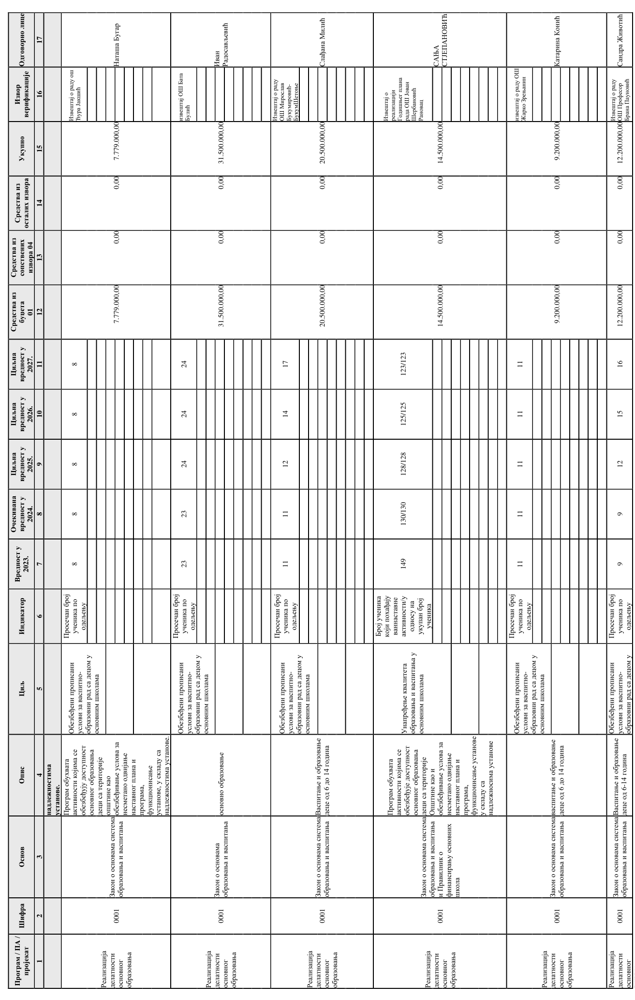 Програм / ПА /
пројекат
Шифра
Основ
Опис
Циљ
Индикатор
Вредност у
2023.
Очекивана
вредност у
2024.
Циљна
вредност у
2025.
Циљна
вредност у
2026.
Циљна
вредност у
2027.
Средства из
буџета
01
Средства из
сопствених
извора 04
Средства из
осталих извора
Укупно
Извор
верификације
Одговорно лице
1
2
3
4
5
6
7
8
9
10
11
12
13
14
15
16
17
надлежностима
установе.
Реализација
делатности
основног
образовања
0001
Закон о основама система
образовања и васпитања
Програм обухвата
активности којима се
обезбеђују доступност
основног образовања
деци са територије
општине као
обезбеђивање услова за
несметано одвијање
наставног плана и
програма,
функционисање
установе, у складу са
надлежностима установе.
Обезбеђени прописани
услови за васпитно-
образовни рад са децом у
основним школама
Просечан број
ученика по
одељењу
8
8
8
8
8
7.779.000,00
0,00
0,00
7.779.000,00
Извештај о раду ош
Ђура Јакшић
Наташа Бугар
Реализација
делатности
основног
образовања
0001
Закон о основама
образовања и васпитања
основно образовање
Обезбеђени прописани
услови за васпитно-
образовни рад са децом у
основним школама
Просечан број
ученика по
одељењу
23
23
24
24
24
31.500.000,00
0,00
0,00
31.500.000,00
извештај ОШ Бата
Булић
Иван
Радосављевић
Реализација
делатности
основног
образовања
0001
Закон о основама система
образовања и васпитања
Васпитање и образовање
деце од 6 до 14 година
Обезбеђени прописани
услови за васпитно-
образовни рад са децом у
основним школама
Просечан број
ученика по
одељењу
11
11
12
14
17
20.500.000,00
0,00
0,00
20.500.000,00
Извештај о раду
ОШ Мирослав
Букумировић-
БукумШетоње
Слађана Милић
Реализација
делатности
основног
образовања
0001
Закон о основама система
образовања и васпитања
и Правилник о
финансирању основних
школа
Програм обухвата
активности којима се
обезбеђује доступност
основног образовања
деци са територије
Општине као и
обезбеђивање услова за
несметано одвијање
наставног плана и
програма,
функционисање установе
у складу са
надлежносима установе
Унапређење квалитета
образовања и васпитања у
основним школама
Број ученика
који похађају
ваннаставне
активности/у
односу на
укупан број
ученика
149
130/130
128/128
125/125
123/123
14.500.000,00
0,00
0,00
14.500.000,00
Извештај о
реализацији
Годишњег плана
рада ОШ Јован
Шербановић
Рановац
САЊА
СТЈЕПАНОВИЋ
Реализација
делатности
основног
образовања
0001
Закон о основама система
образовања и васпитања
васпитање и образовање
деце од 6 до 14 година
Обезбеђени прописани
услови за васпитно-
образовни рад са децом у
основним школама
Просечан број
ученика по
одељењу
11
11
11
11
11
9.200.000,00
0,00
0,00
9.200.000,00
извештај о раду ОШ
Жарко Зрењанин
Катарина Конић
Реализација
делатности
основног
0001
Закон о основама система
образовања и васпитања
Васпитање и образовање
деце од 6-14 година
Обезбеђени прописани
услови за васпитно-
образовни рад са децом у
Просечан број
ученика по
одељењу
9
9
12
15
16
12.200.000,00
0,00
0,00
12.200.000,00
Извештај о раду
ОШ Професор
Брана Пауновић
Сандра Животић